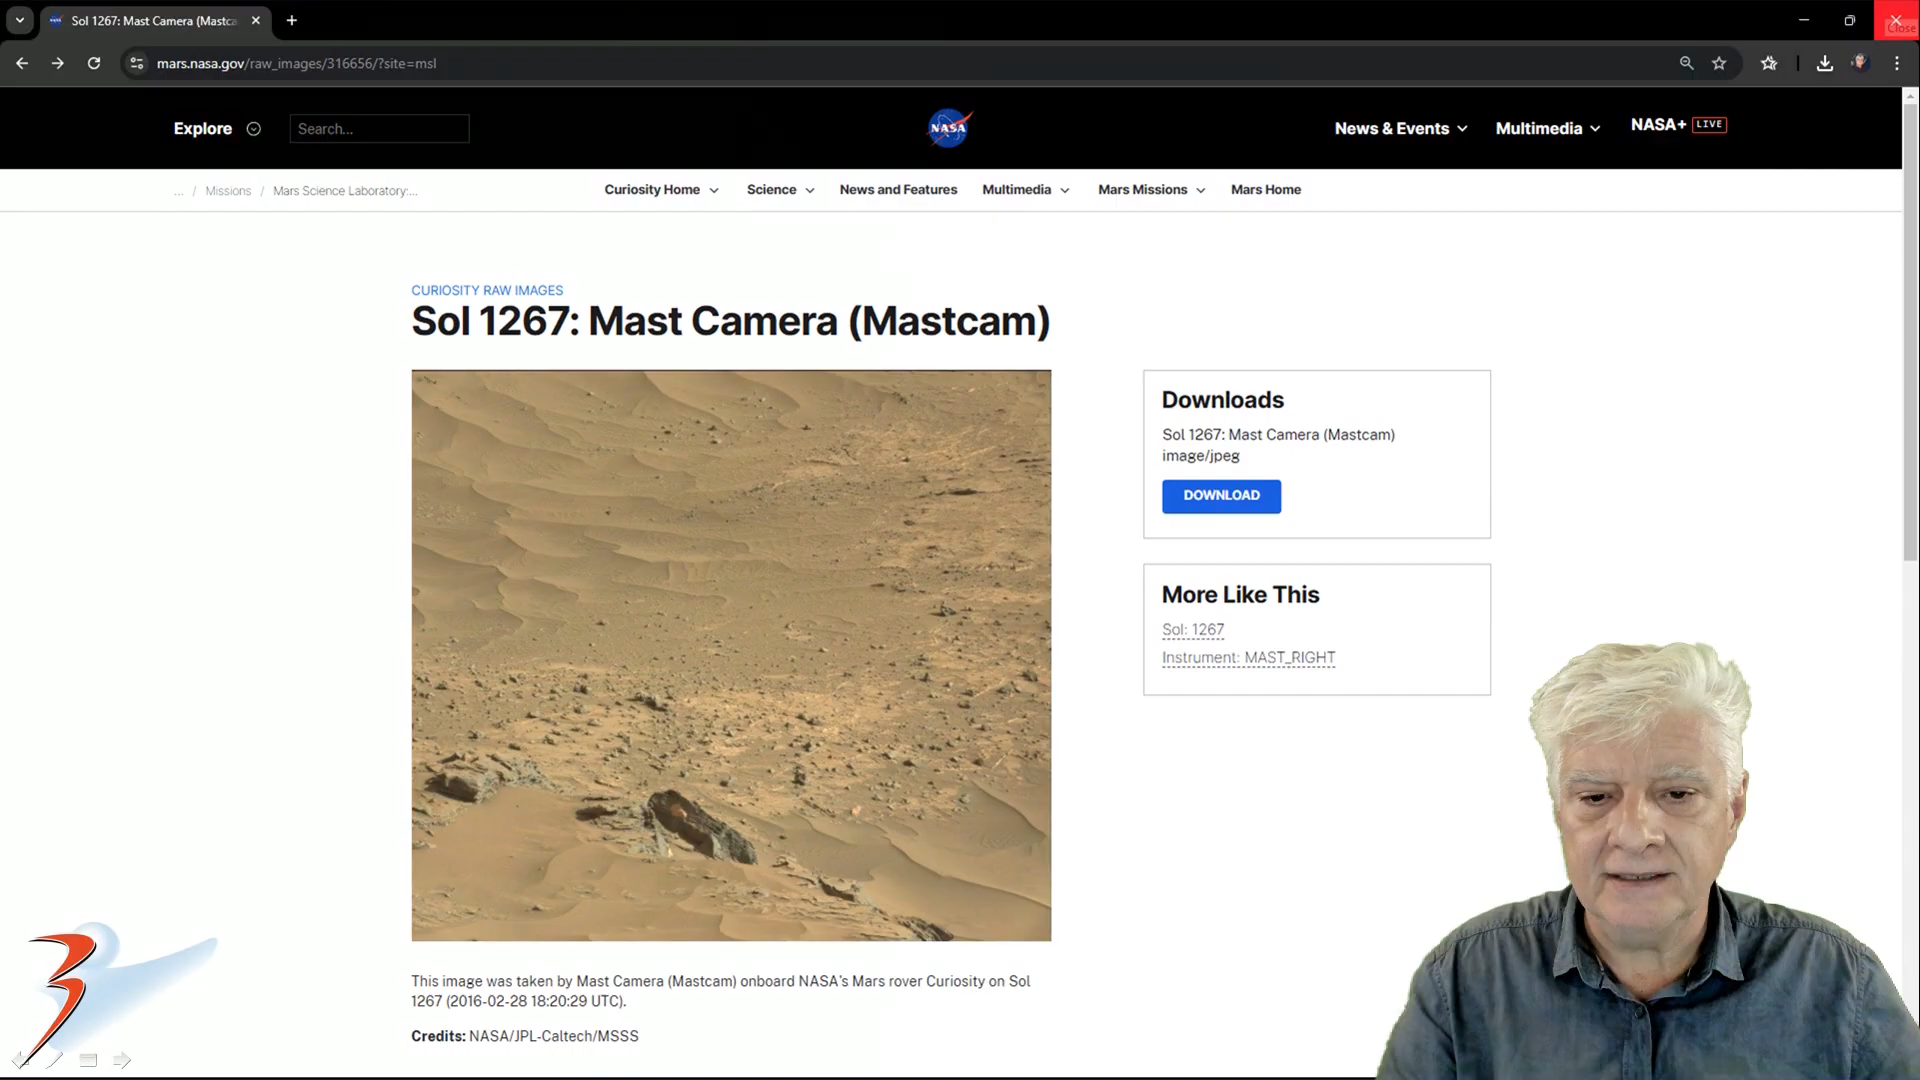 Sol 1267: Mast Camera (Mastca
Close
mars.nasa.gov/raw_images/316656/?site=msl
Explore
Search...
NASA
News & Events
Multimedia
NASA+ LIVE
... / Missions / Mars Science Laboratory:...
Curiosity Home
Science
News and Features
Multimedia
Mars Missions
Mars Home
CURIOSITY RAW IMAGES
Sol 1267: Mast Camera (Mastcam)
Downloads
Sol 1267: Mast Camera (Mastcam)
image/jpeg
DOWNLOAD
More Like This
Sol: 1267
Instrument: MAST_RIGHT
This image was taken by Mast Camera (Mastcam) onboard NASA's Mars rover Curiosity on Sol
1267 (2016-02-28 18:20:29 UTC).
Credits: NASA/JPL-Caltech/MSSS